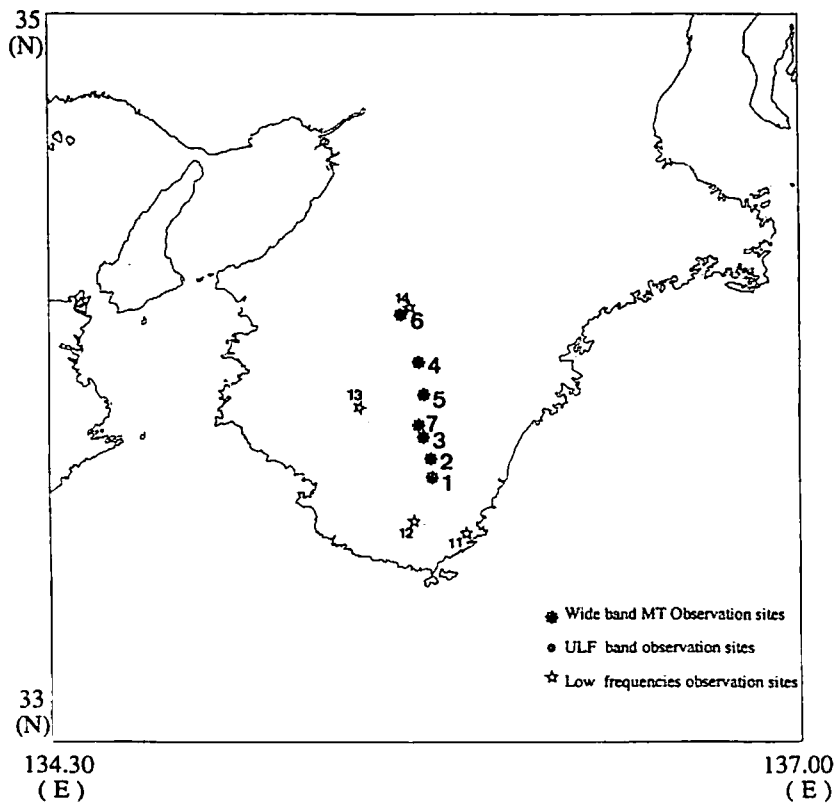 35
(N)
14
6
4
5
13
7
3
2
1
12
11
Wide band MT Observation sites
ULF band observation sites
Low frequencies observation sites
33
(N)
134.30
( E )
137.00
( E )